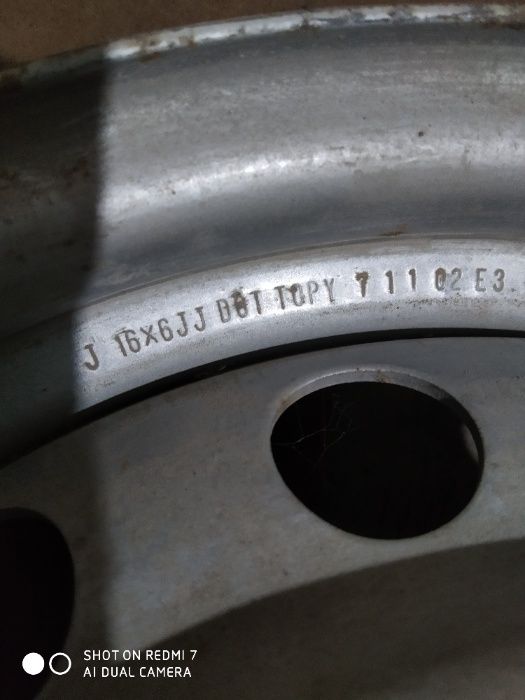 J 16x6JJ DOT TOPY 7 11 02 E3.
SHOT ON REDMI 7
AI DUAL CAMERA